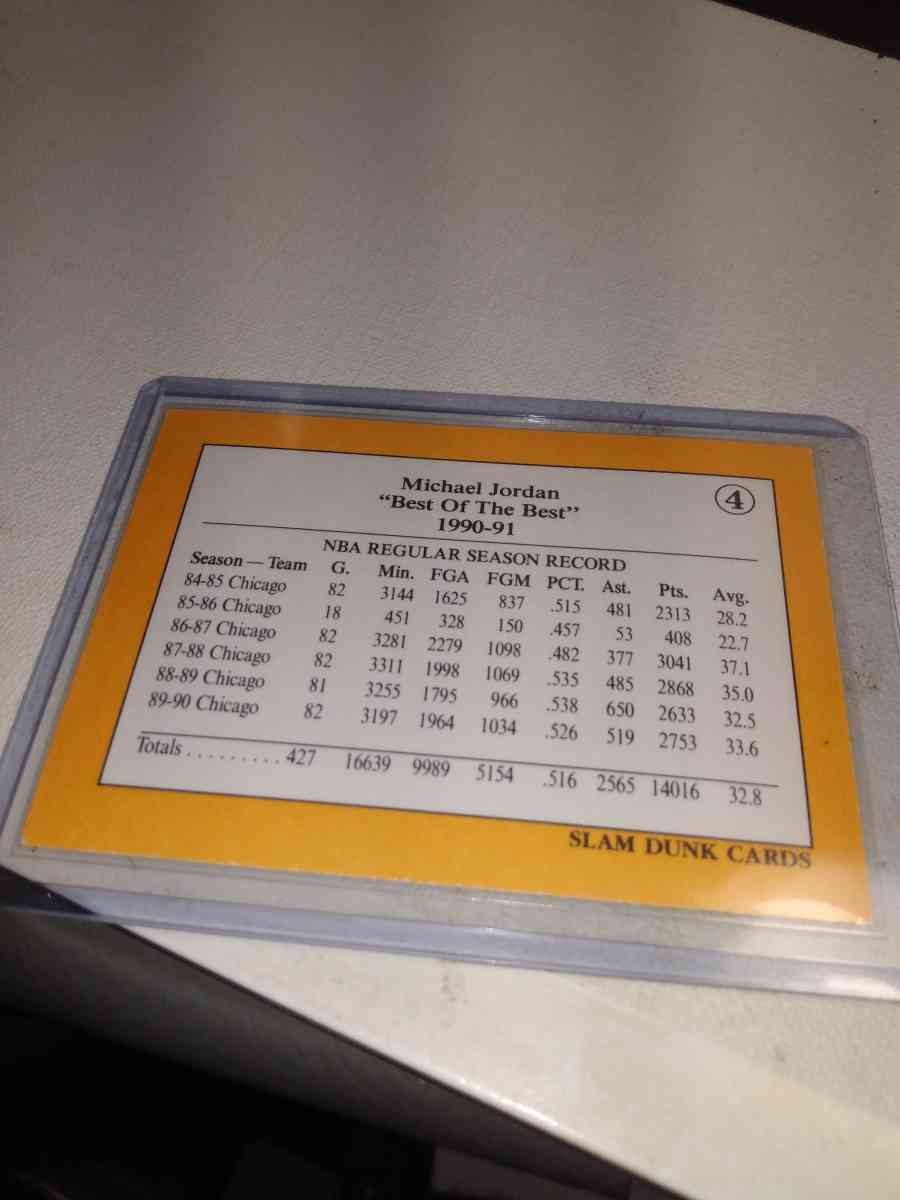 Michael Jordan
"Best Of The Best"
1990-91
4
NBA REGULAR SEASON RECORD
Season — Team G. Min. FGA FGM PCT. Ast. Pts. Avg.
84-85 Chicago 82 3144 1625 837 .515 481 2313 28.2
85-86 Chicago 18 451 328 150 .457 53 408 22.7
86-87 Chicago 82 3281 2279 1098 .482 377 3041 37.1
87-88 Chicago 82 3311 1998 1069 .535 485 2868 35.0
88-89 Chicago 81 3255 1795 966 .538 650 2633 32.5
89-90 Chicago 82 3197 1964 1034 .526 519 2753 33.6
Totals . . . . . . . . . 427 16639 9989 5154 .516 2565 14016 32.8
SLAM DUNK CARDS